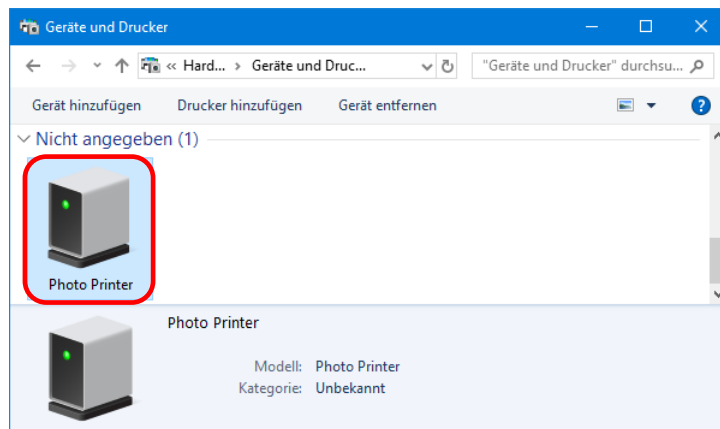 Geräte und Drucker
« Hard... › Geräte und Druc...
"Geräte und Drucker" durchsu...
Gerät hinzufügen Drucker hinzufügen Gerät entfernen
?
Nicht angegeben (1)
Photo Printer
Photo Printer
Modell: Photo Printer
Kategorie: Unbekannt